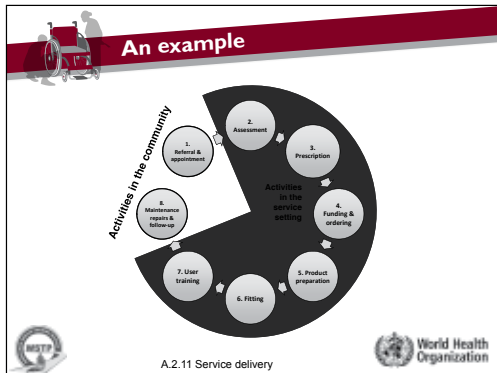 An example
Activities in the community
1.
Referral &
appointment
2.
Assessment
3.
Prescription
Activities
in the
service
setting
4.
Funding &
ordering
5. Product
preparation
6. Fitting
7. User
training
8.
Maintenance
repairs &
follow-up
MSTP
A.2.11 Service delivery
World Health
Organization